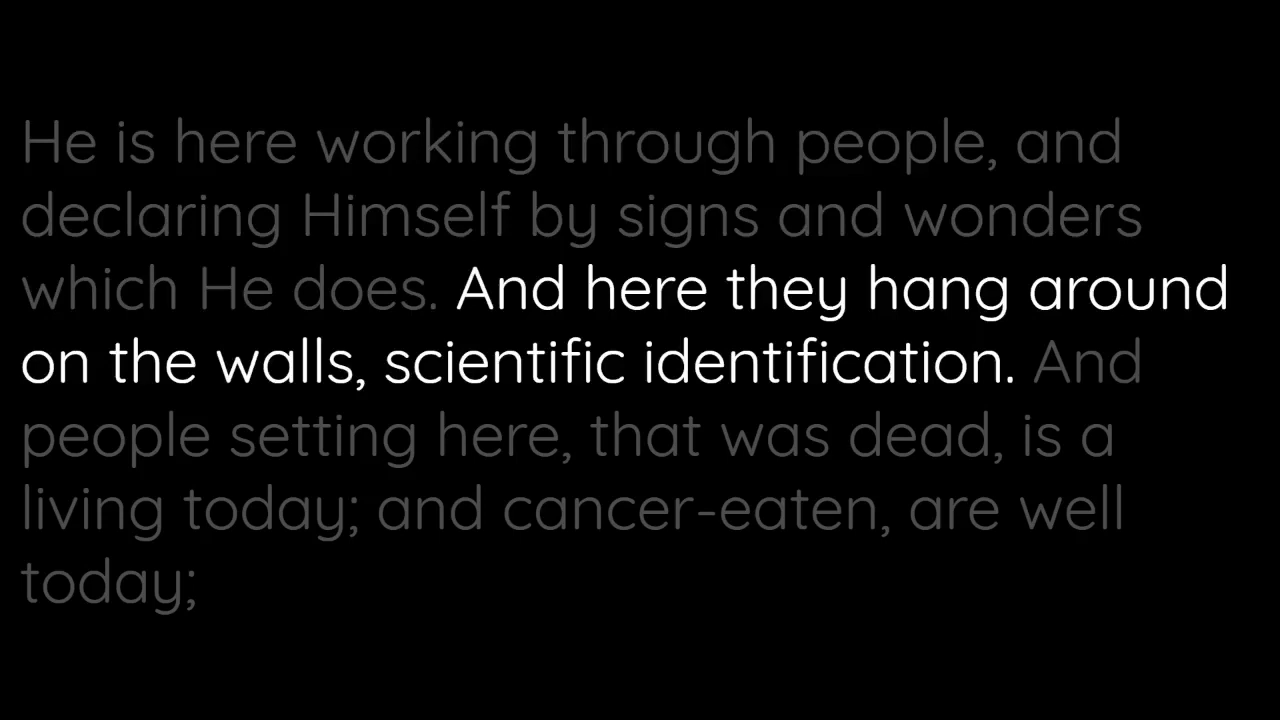 He is here working through people, and
declaring Himself by signs and wonders
which He does. And here they hang around
on the walls, scientific identification. And
people setting here, that was dead, is a
living today; and cancer-eaten, are well
today;